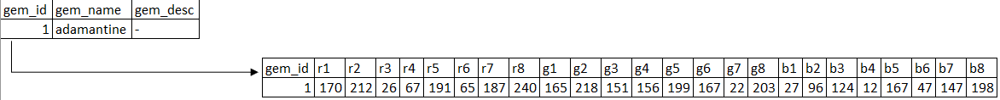 gem_id gem_name gem_desc
1 adamantine -
gem_id r1 r2 r3 r4 r5 r6 r7 r8 g1 g2 g3 g4 g5 g6 g7 g8 b1 b2 b3 b4 b5 b6 b7 b8
1 170 212 26 67 191 65 187 240 165 218 151 156 199 167 22 203 27 96 124 12 167 47 147 198